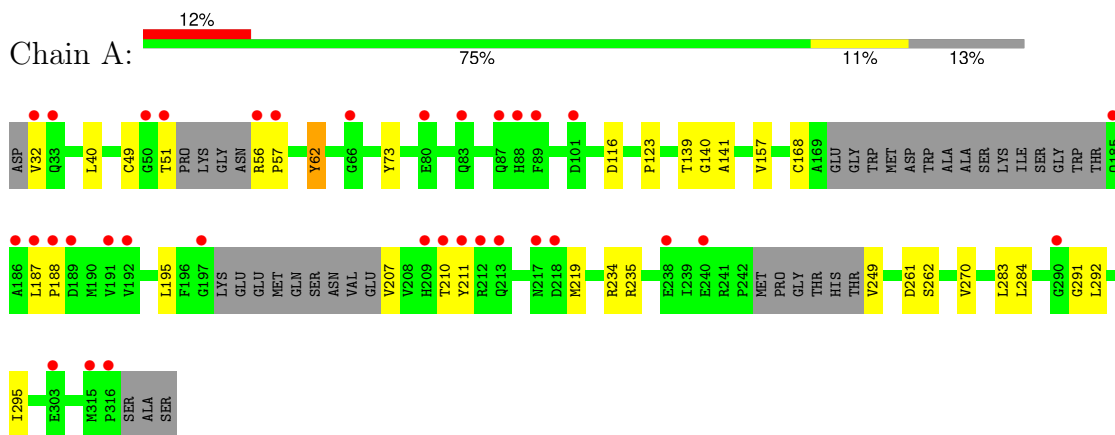 12%
Chain A:
75% 11% 13%
ASP V32 Q33 L40 C49 G50 T51 PRO LYS GLY ASN R56 P57 Y62 G66 Y73 E80 Q83 Q87 H88 F89 D101 D116 P123 T139 G140 A141 V157 C168 A169 GLU GLY TRP MET ASP TRP ALA ALA SER LYS ILE SER GLY TRP THR Q185
A186 L187 P188 D189 M190 V191 V192 L195 F196 G197 LYS GLU GLU MET GLN SER ASN VAL GLU V207 V208 H209 T210 Y211 R212 Q213 N217 D218 M219 R234 R235 E238 I239 E240 R241 P242 MET PRO GLY THR HIS THR V249 D261 S262 V270 L283 L284 G290 G291 L292
I295 E303 M315 P316 SER ALA SER